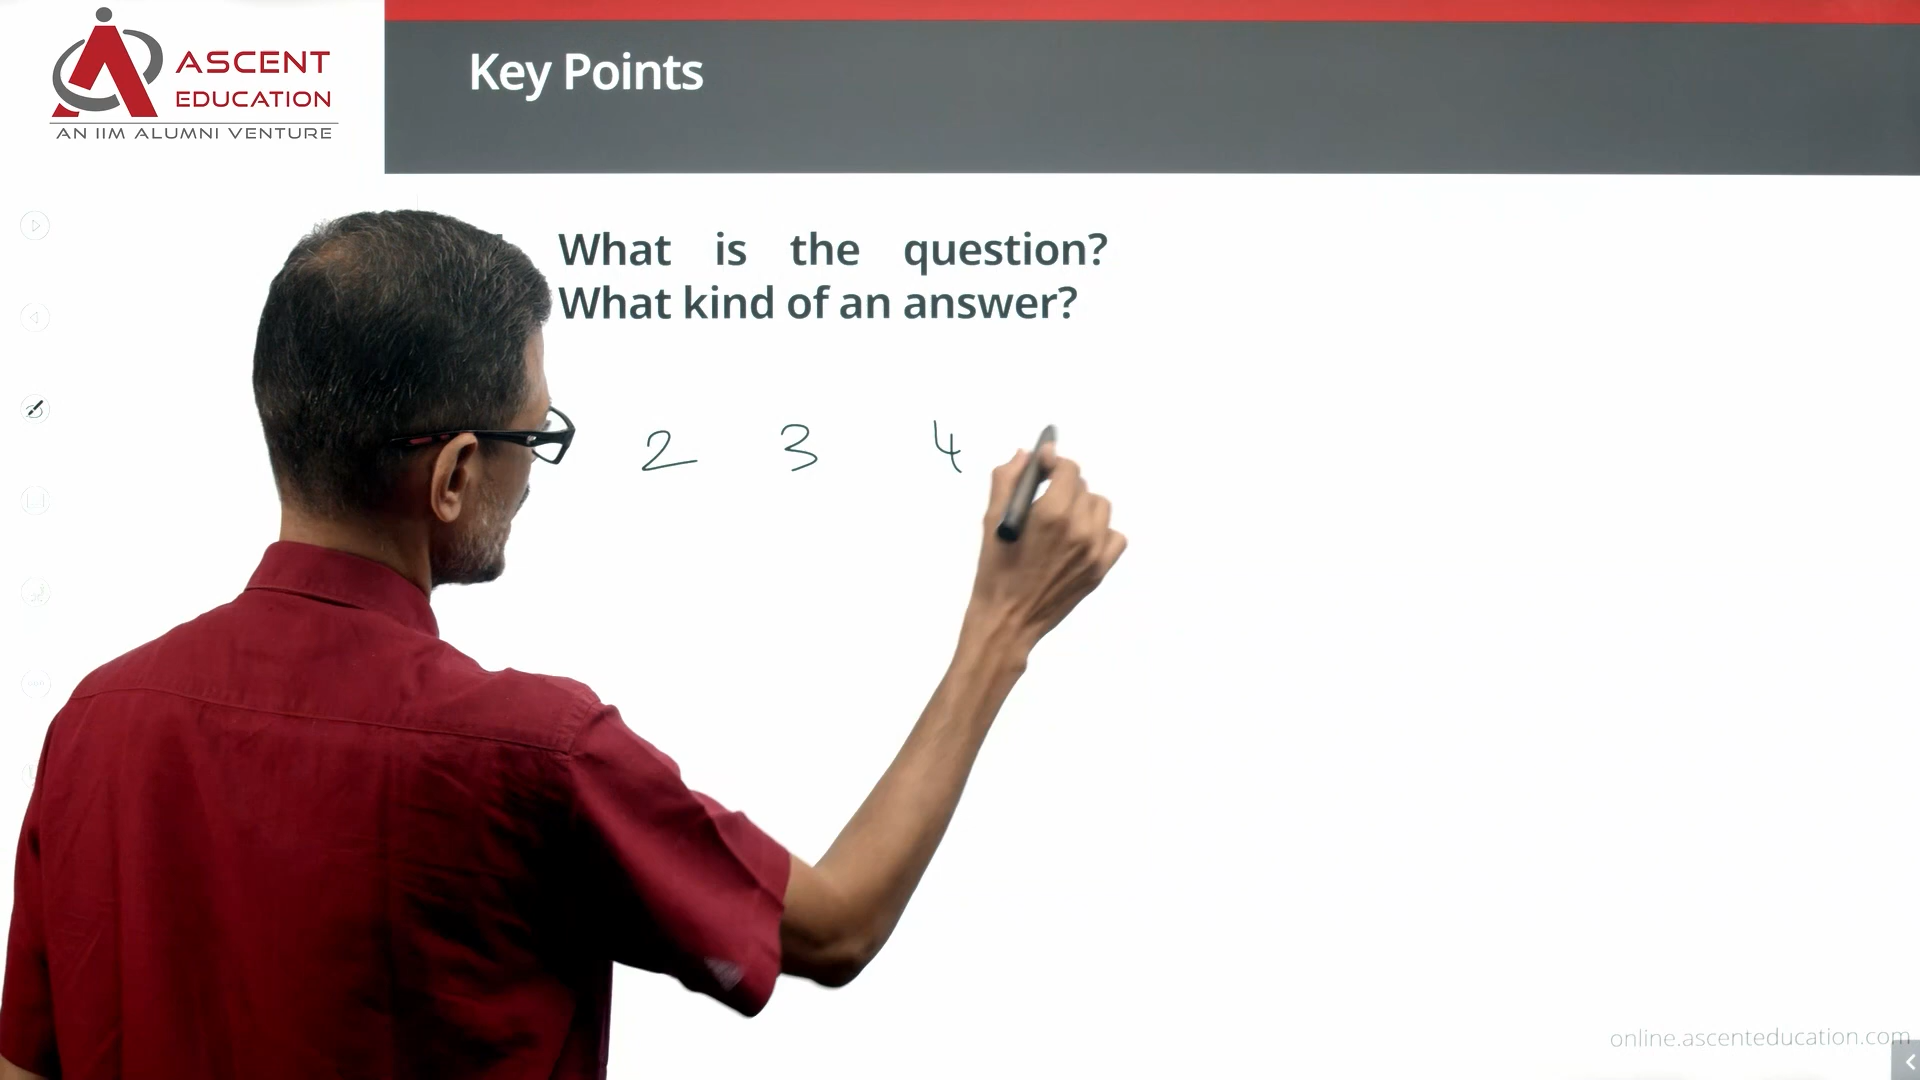 ASCENT
EDUCATION
AN IIM ALUMNI VENTURE
Key Points
What is the question?
What kind of an answer?
2 3 4
online.ascenteducation.com